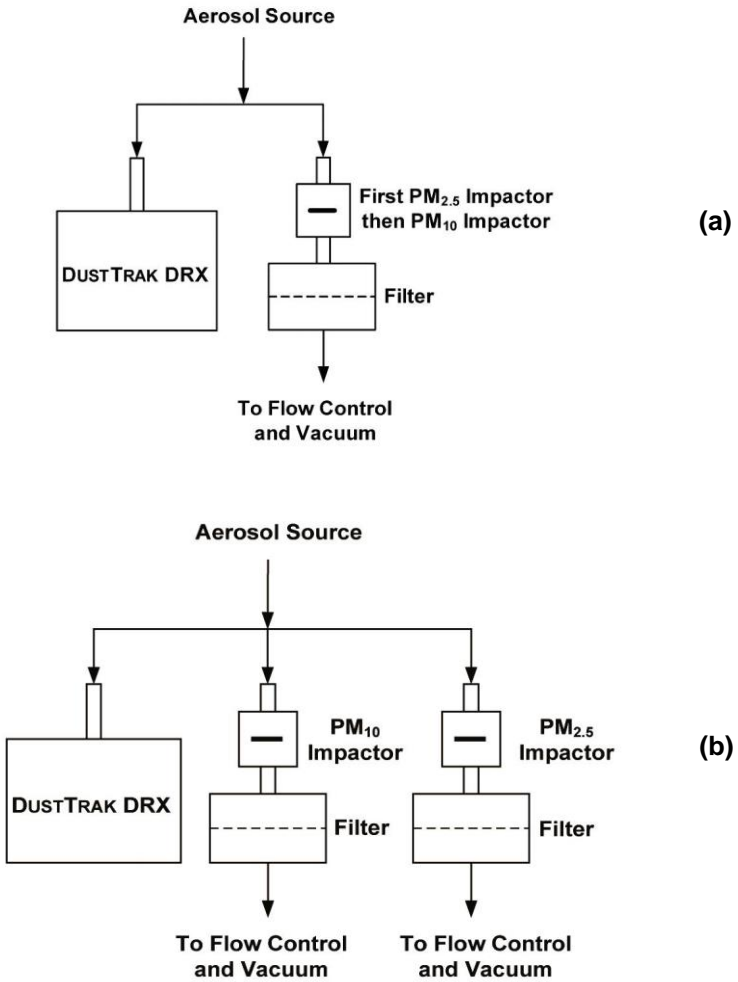 Aerosol Source
First PM₂.₅ Impactor
then PM₁₀ Impactor
(a)
DUSTTRAK DRX
Filter
To Flow Control
and Vacuum
Aerosol Source
PM₁₀
Impactor
PM₂.₅
Impactor
(b)
DUSTTRAK DRX
Filter
Filter
To Flow Control
and Vacuum
To Flow Control
and Vacuum